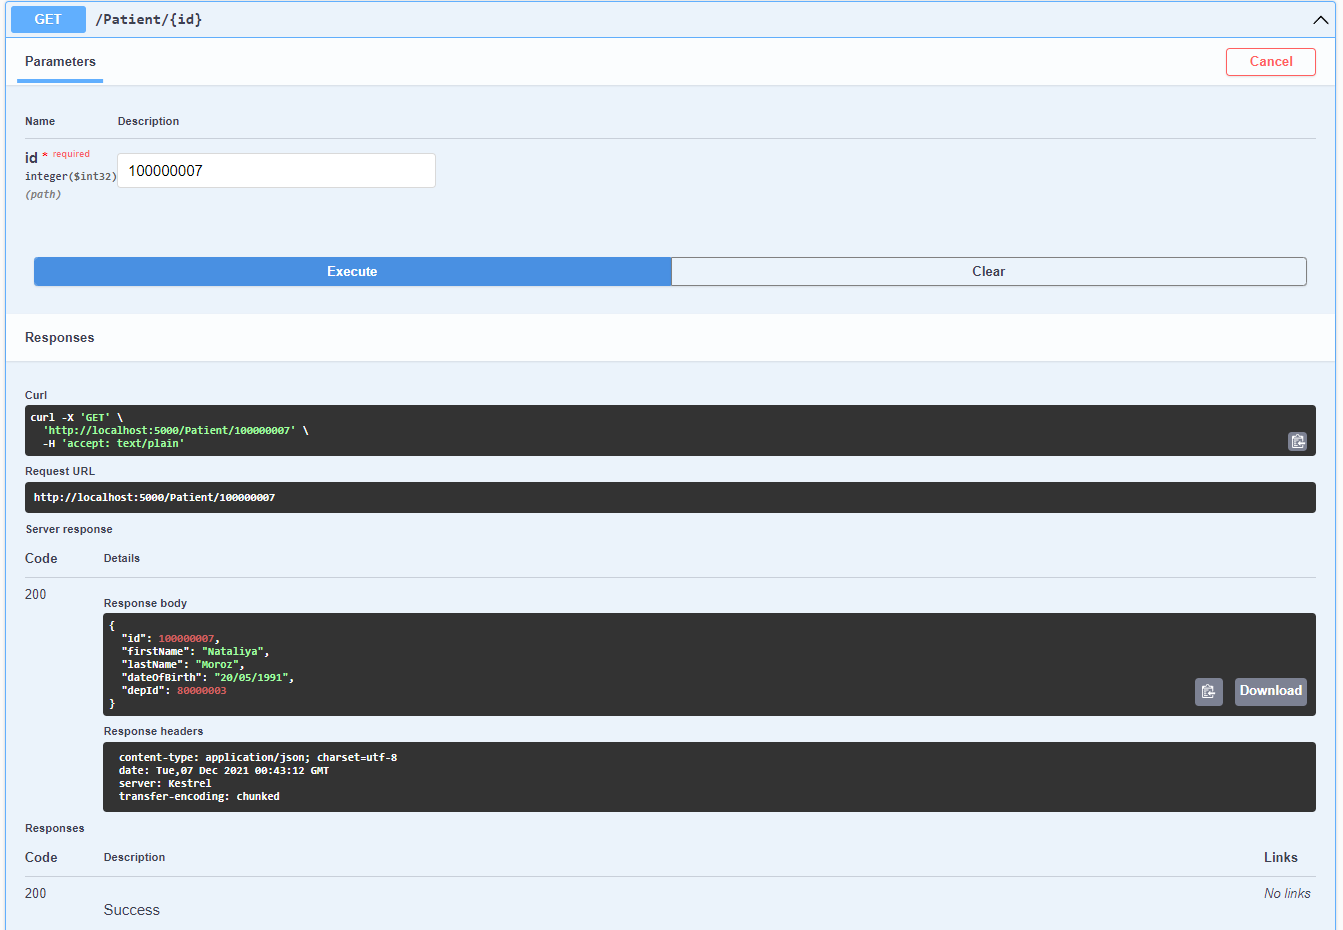 GET /Patient/{id}
Parameters
Cancel
Name Description
id * required
integer($int32)
(path)
100000007
Execute
Clear
Responses
Curl
curl -X 'GET' \
'http://localhost:5000/Patient/100000007' \
-H 'accept: text/plain'
Request URL
http://localhost:5000/Patient/100000007
Server response
Code Details
200
Response body
{
"id": 100000007,
"firstName": "Nataliya",
"lastName": "Moroz",
"dateOfBirth": "20/05/1991",
"depId": 80000003
}
Download
Response headers
content-type: application/json; charset=utf-8
date: Tue,07 Dec 2021 00:43:12 GMT
server: Kestrel
transfer-encoding: chunked
Responses
Code Description Links
200 No links
Success